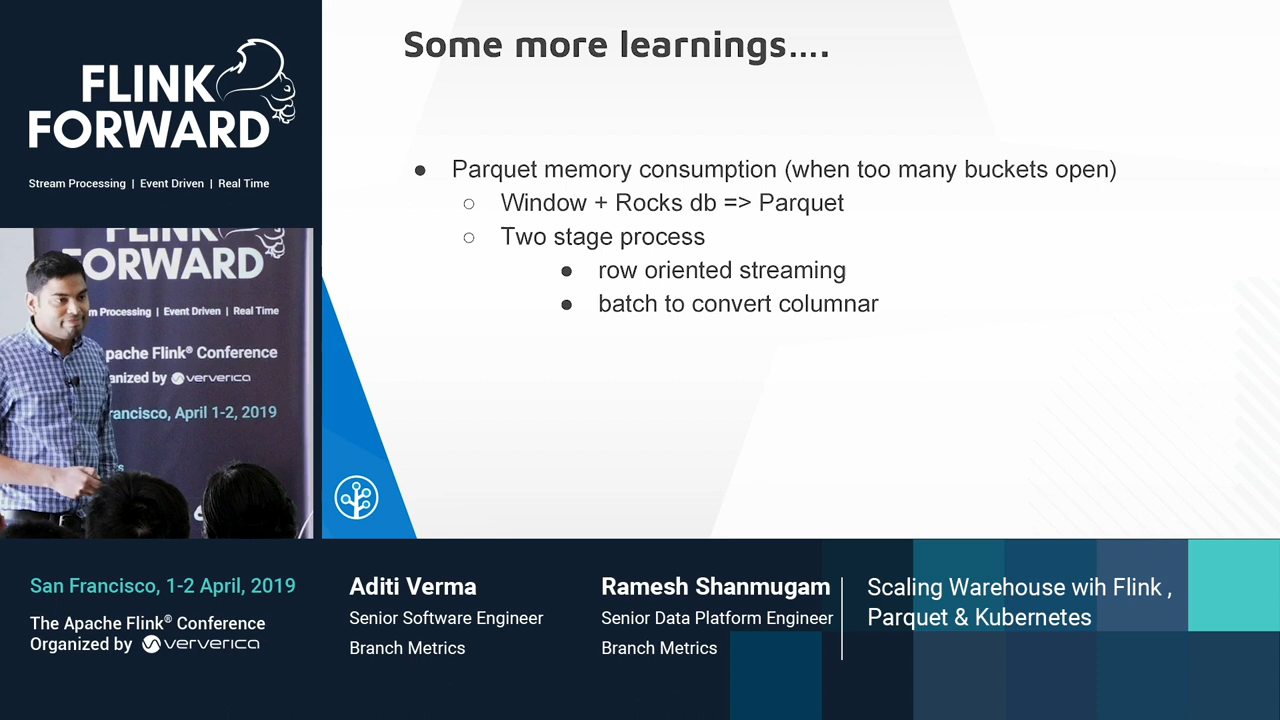 FLINK
FORWARD
Stream Processing | Event Driven | Real Time
Some more learnings....
● Parquet memory consumption (when too many buckets open)
○ Window + Rocks db => Parquet
○ Two stage process
● row oriented streaming
● batch to convert columnar
FLINK
FORWARD
Processing | Event Driven | Real Time
pache Flink® Conference
anized by ververica
rancisco, April 1-2, 2019
San Francisco, 1-2 April, 2019
The Apache Flink® Conference
Organized by ververica
Aditi Verma
Senior Software Engineer
Branch Metrics
Ramesh Shanmugam
Senior Data Platform Engineer
Branch Metrics
Scaling Warehouse wih Flink ,
Parquet & Kubernetes